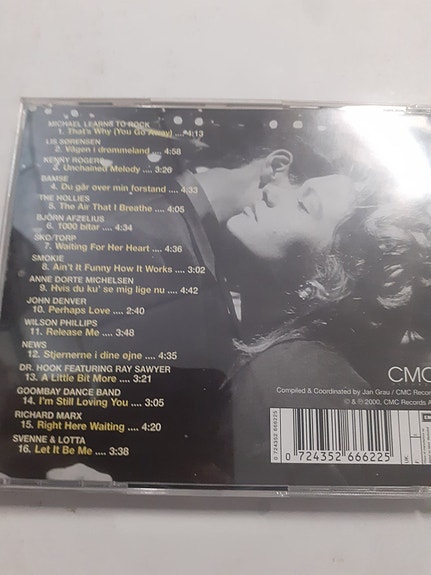 MICHAEL LEARNS TO ROCK
1. That's Why (You Go Away) .... 4:13
LIS SØRENSEN
2. Vågen i drømmeland .... 4:58
KENNY ROGERS
3. Unchained Melody .... 3:20
BAMSE
4. Du går over min forstand .... 4:33
THE HOLLIES
5. The Air That I Breathe .... 4:05
BJÖRN AFZELIUS
6. 1000 bitar .... 4:34
SKO/TORP
7. Waiting For Her Heart .... 4:36
SMOKIE
8. Ain't It Funny How It Works .... 3:02
ANNE DORTE MICHELSEN
9. Hvis du ku' se mig lige nu .... 4:42
JOHN DENVER
10. Perhaps Love .... 2:40
WILSON PHILLIPS
11. Release Me .... 3:48
NEWS
12. Stjernerne i dine øjne .... 4:35
DR. HOOK FEATURING RAY SAWYER
13. A Little Bit More .... 3:21
GOOMBAY DANCE BAND
14. I'm Still Loving You .... 3:05
RICHARD MARX
15. Right Here Waiting .... 4:20
SVENNE & LOTTA
16. Let It Be Me .... 3:38
CMC
Compiled & Coordinated by Jan Grau / CMC Recor
© & ℗ 2000, CMC Records A
0 724352 666225
0 724352 666225